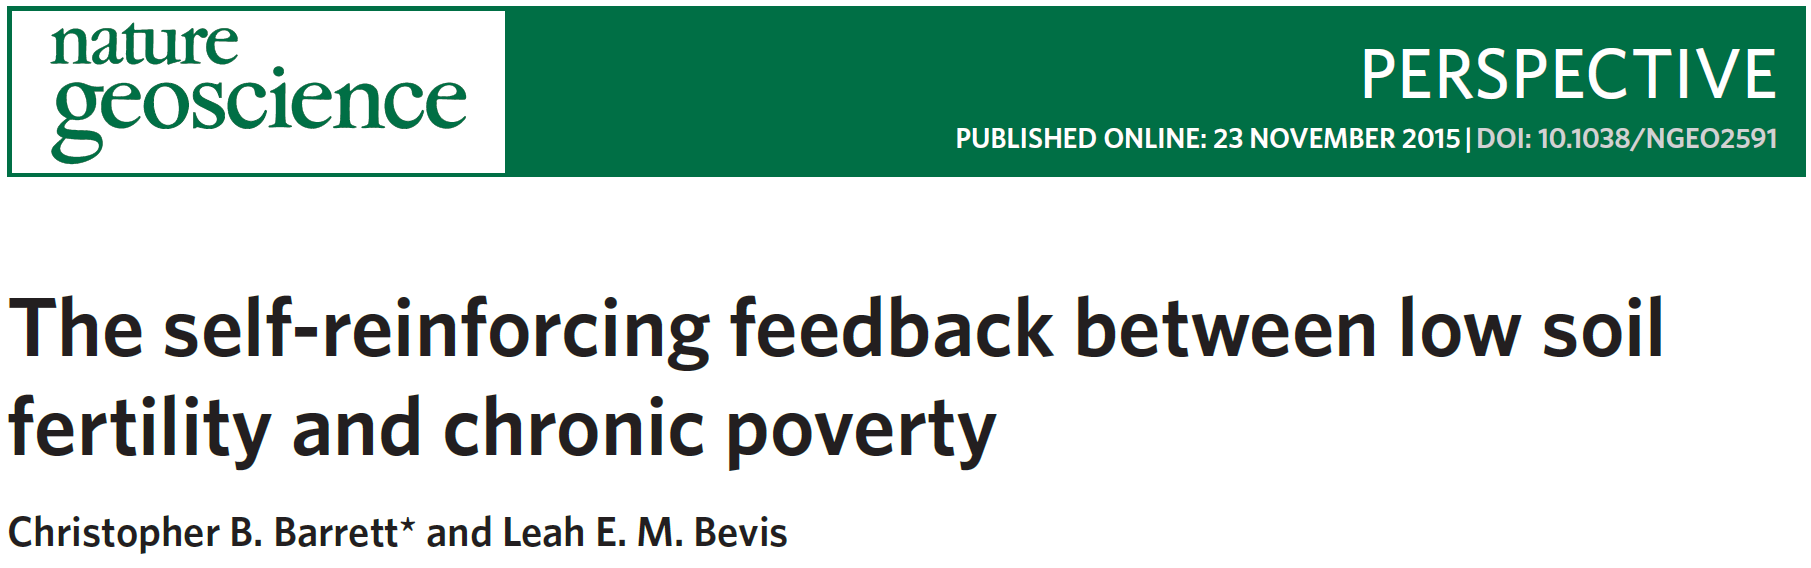 nature
geoscience
PERSPECTIVE
PUBLISHED ONLINE: 23 NOVEMBER 2015 | DOI: 10.1038/NGEO2591
The self-reinforcing feedback between low soil
fertility and chronic poverty
Christopher B. Barrett* and Leah E. M. Bevis